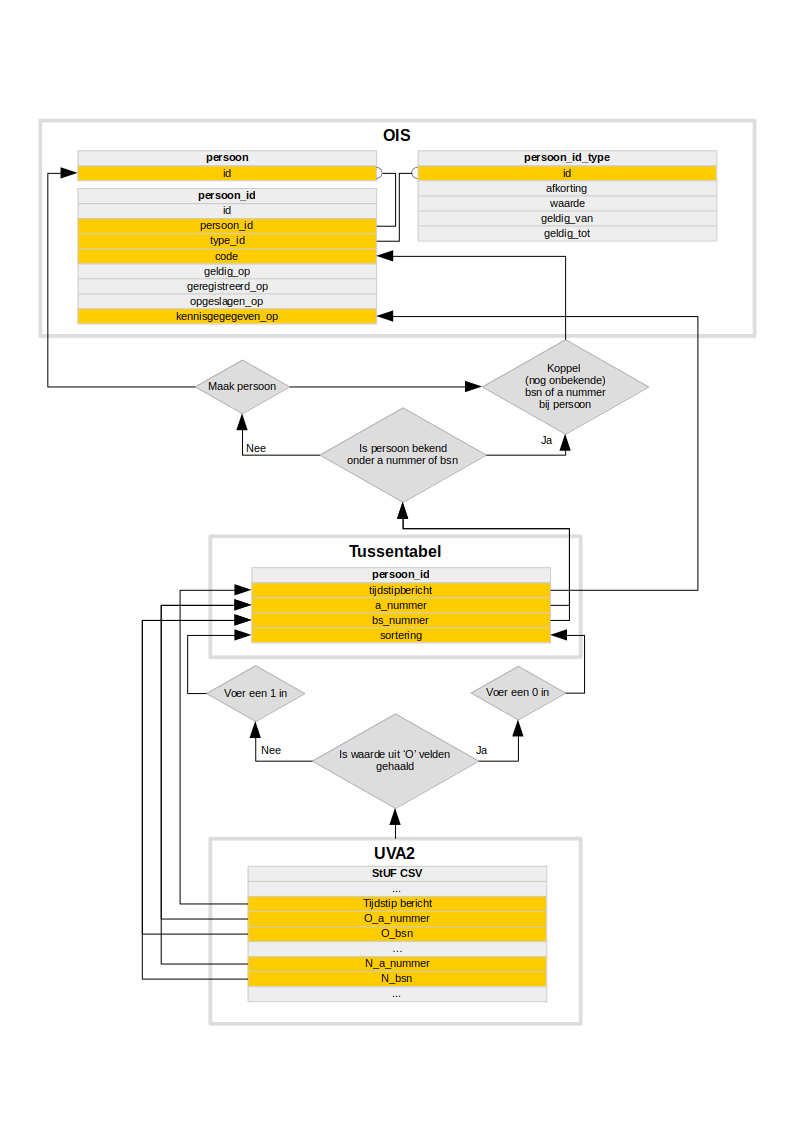 OIS
persoon
id
persoon_id_type
id
afkorting
waarde
geldig_van
geldig_tot
persoon_id
id
persoon_id
type_id
code
geldig_op
geregistreerd_op
opgeslagen_op
kennisgegegeven_op
Maak persoon
Koppel
(nog onbekende)
bsn of a nummer
bij persoon
Nee
Is persoon bekend
onder a nummer of bsn
Ja
Tussentabel
persoon_id
tijdstipbericht
a_nummer
bs_nummer
sortering
Voer een 1 in
Voer een 0 in
Nee
Is waarde uit 'O' velden
gehaald
Ja
UVA2
StUF CSV
...
Tijdstip bericht
O_a_nummer
O_bsn
...
N_a_nummer
N_bsn
...